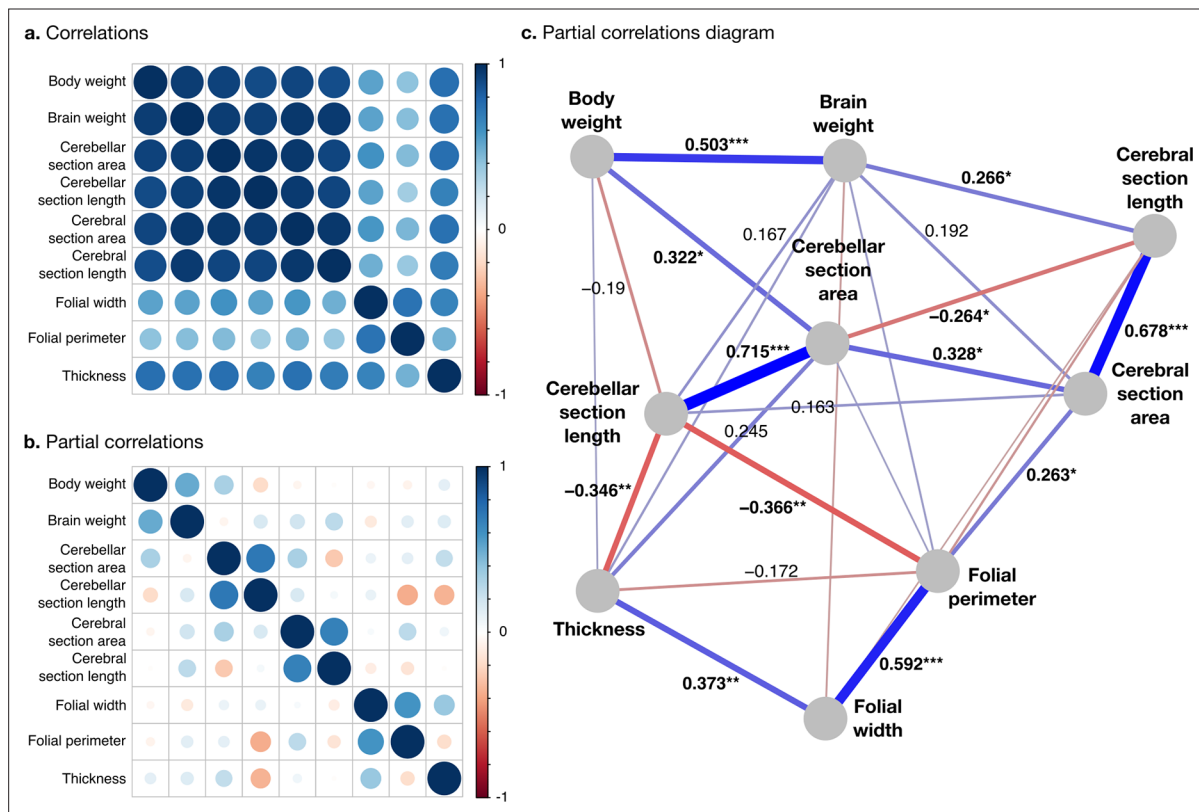 a. Correlations
Body weight
Brain weight
Cerebellar
section area
Cerebellar
section length
Cerebral
section area
Cerebral
section length
Folial width
Folial perimeter
Thickness
1
0
-1
b. Partial correlations
Body weight
Brain weight
Cerebellar
section area
Cerebellar
section length
Cerebral
section area
Cerebral
section length
Folial width
Folial perimeter
Thickness
1
0
-1
c. Partial correlations diagram
Body
weight
Brain
weight
Cerebral
section
length
0.503***
0.266*
0.167
0.192
Cerebellar
section
area
0.322*
−0.19
−0.264*
0.678***
0.715***
0.328*
Cerebellar
section
length
Cerebral
section
area
0.163
0.245
0.263*
−0.346**
−0.366**
−0.172
Folial
perimeter
Thickness
0.592***
0.373**
Folial
width